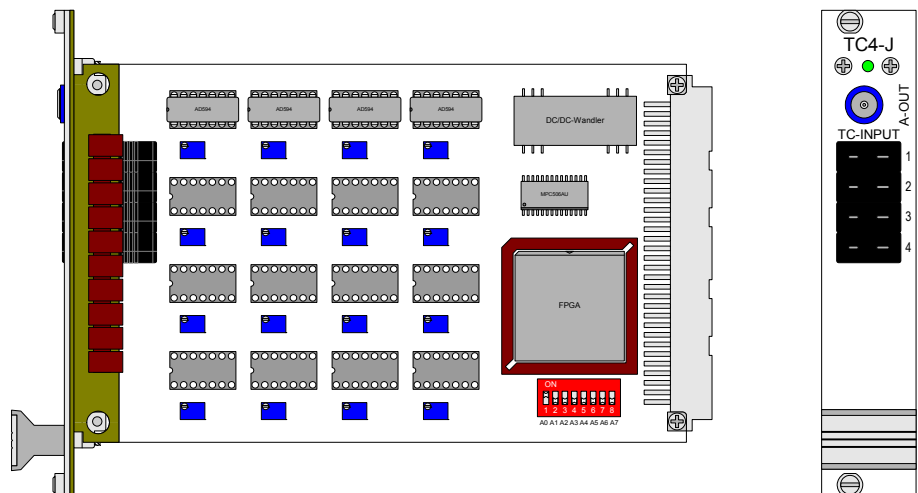 AD594 AD594 AD594 AD594
DC/DC-Wandler
MPC506AU
FPGA
ON
1 2 3 4 5 6 7 8
A0 A1 A2 A3 A4 A5 A6 A7
TC4-J
A-OUT
TC-INPUT
1
2
3
4